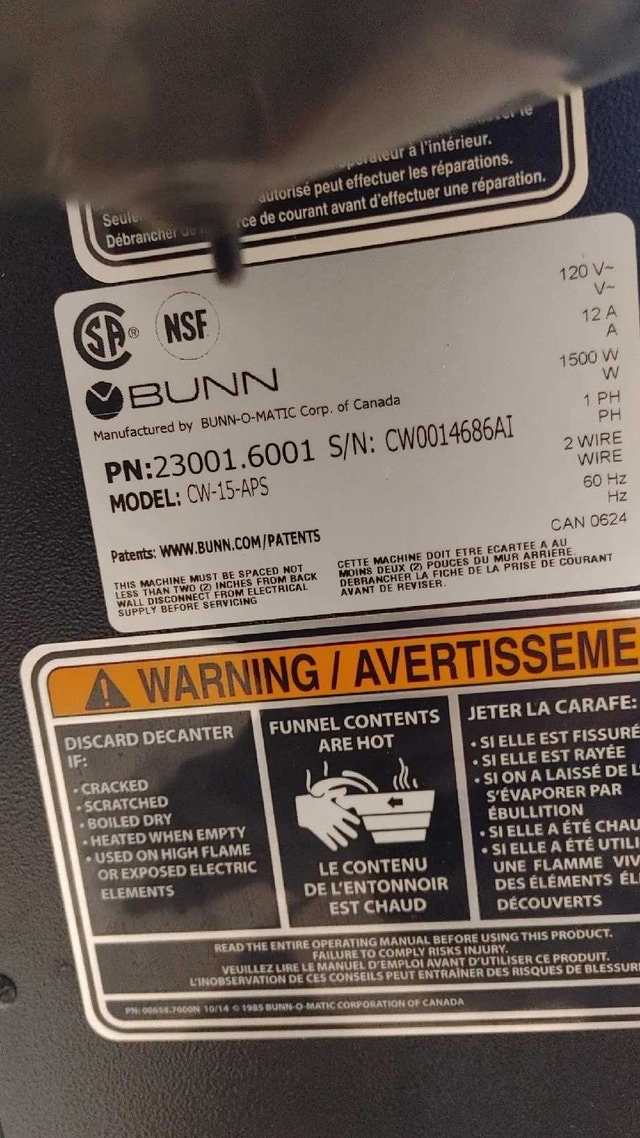 à l'intérieur.
autorisé peut effectuer les réparations.
Débrancher ce de courant avant d'effectuer une réparation.
SA®
NSF
BUNN
Manufactured by BUNN-O-MATIC Corp. of Canada
PN:23001.6001 S/N: CW0014686AI
MODEL: CW-15-APS
Patents: WWW.BUNN.COM/PATENTS
THIS MACHINE MUST BE SPACED NOT
LESS THAN TWO (2) INCHES FROM BACK
WALL DISCONNECT FROM ELECTRICAL
SUPPLY BEFORE SERVICING
CETTE MACHINE DOIT ETRE ECARTEE A AU
MOINS DEUX (2) POUCES DU MUR ARRIERE.
DEBRANCHER LA FICHE DE LA PRISE DE COURANT
AVANT DE REVISER.
120 V~
V~
12 A
A
1500 W
W
1 PH
PH
2 WIRE
WIRE
60 Hz
Hz
CAN 0624
WARNING / AVERTISSEME
DISCARD DECANTER
IF:
• CRACKED
• SCRATCHED
• BOILED DRY
• HEATED WHEN EMPTY
• USED ON HIGH FLAME
OR EXPOSED ELECTRIC
ELEMENTS
FUNNEL CONTENTS
ARE HOT
LE CONTENU
DE L'ENTONNOIR
EST CHAUD
JETER LA CARAFE:
• SI ELLE EST FISSURÉ
• SI ELLE EST RAYÉE
• SI ON A LAISSÉ DE L
S'ÉVAPORER PAR
ÉBULLITION
• SI ELLE A ÉTÉ CHAU
• SI ELLE A ÉTÉ UTILI
UNE FLAMME VIV
DES ÉLÉMENTS ÉL
DÉCOUVERTS
READ THE ENTIRE OPERATING MANUAL BEFORE USING THIS PRODUCT.
FAILURE TO COMPLY RISKS INJURY.
VEUILLEZ LIRE LE MANUEL D'EMPLOI AVANT D'UTILISER CE PRODUIT.
L'INOBSERVATION DE CES CONSEILS PEUT ENTRAÎNER DES RISQUES DE BLESSUR
PN: 00658.7000N 10/14 © 1985 BUNN-O-MATIC CORPORATION OF CANADA